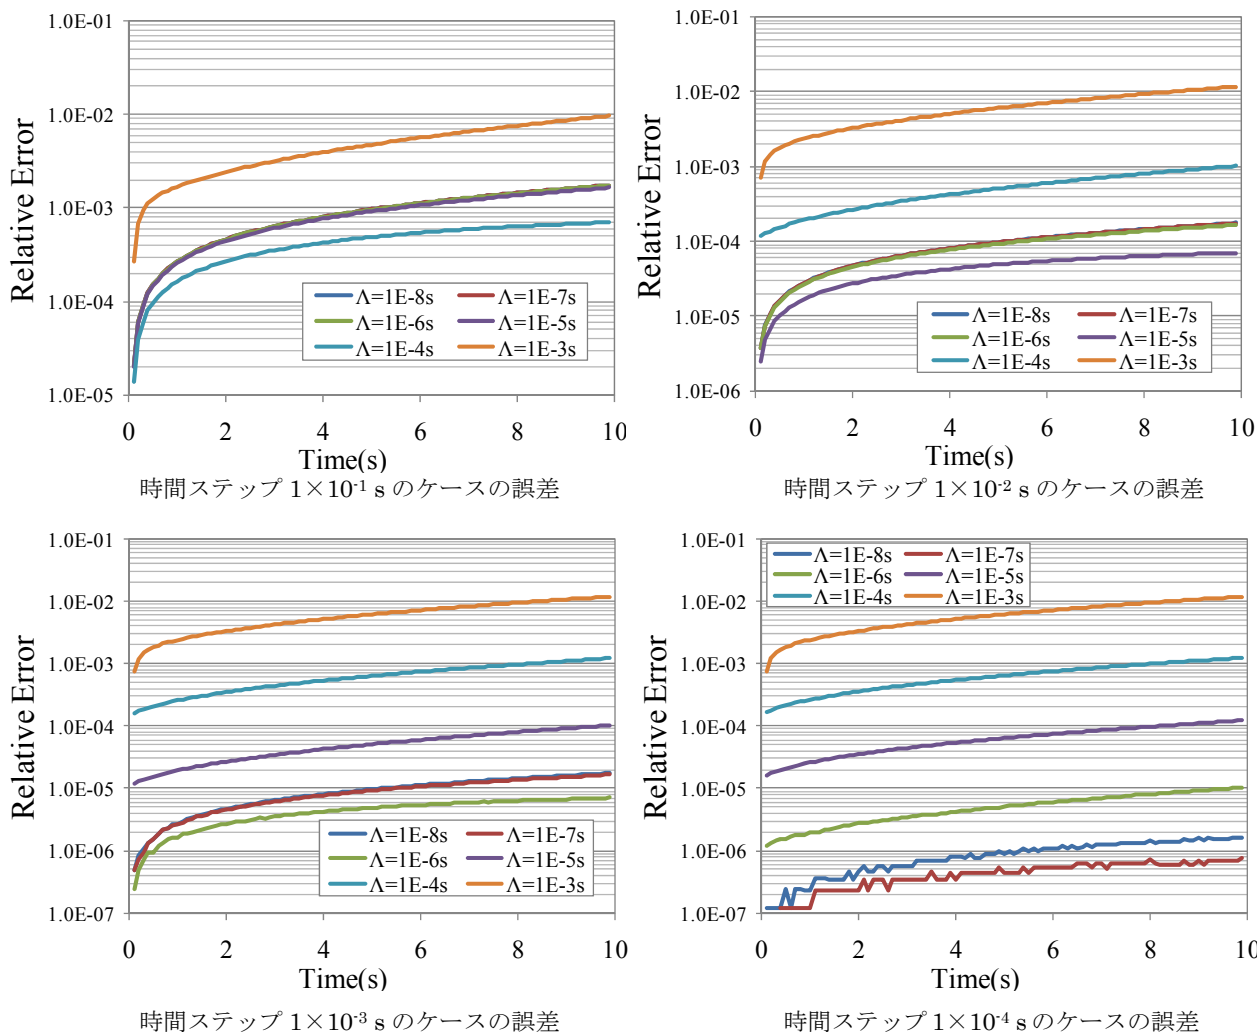 1.0E-01
1.0E-02
1.0E-03
1.0E-04
1.0E-05
Relative Error
Λ=1E-8s Λ=1E-7s
Λ=1E-6s Λ=1E-5s
Λ=1E-4s Λ=1E-3s
0 2 4 6 8 10
Time(s)
時間ステップ 1×10-1 s のケースの誤差
1.0E-01
1.0E-02
1.0E-03
1.0E-04
1.0E-05
1.0E-06
Relative Error
Λ=1E-8s Λ=1E-7s
Λ=1E-6s Λ=1E-5s
Λ=1E-4s Λ=1E-3s
0 2 4 6 8 10
Time(s)
時間ステップ 1×10-2 s のケースの誤差
1.0E-01
1.0E-02
1.0E-03
1.0E-04
1.0E-05
1.0E-06
1.0E-07
Relative Error
Λ=1E-8s Λ=1E-7s
Λ=1E-6s Λ=1E-5s
Λ=1E-4s Λ=1E-3s
0 2 4 6 8 10
Time(s)
時間ステップ 1×10-3 s のケースの誤差
1.0E-01
1.0E-02
1.0E-03
1.0E-04
1.0E-05
1.0E-06
1.0E-07
Relative Error
Λ=1E-8s Λ=1E-7s
Λ=1E-6s Λ=1E-5s
Λ=1E-4s Λ=1E-3s
0 2 4 6 8 10
Time(s)
時間ステップ 1×10-4 s のケースの誤差